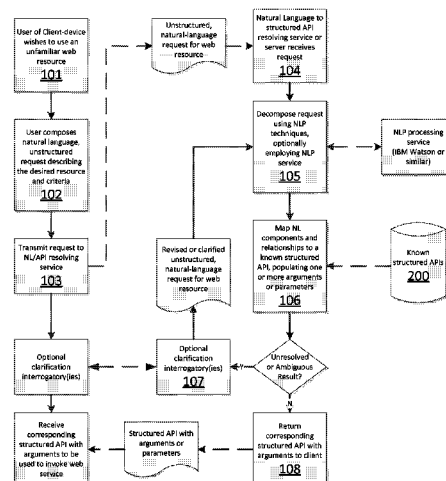 User of Client-device
wishes to use an
unfamiliar web
resource
101
Unstructured,
natural-language
request for web
resource
Natural Language to
structured API
resolving service or
server receives
request
104
User composes
natural language,
unstructured
request describing
the desired resource
and criteria
102
Decompose request
using NLP
techniques,
optionally
employing NLP
service
105
NLP processing
service
(IBM Watson or
similar)
Transmit request to
NL/API resolving
service
103
Revised or clarified
unstructured,
natural-language
request for web
resource
Map NL
components and
relationships to a
known structured
API, populating one
or more arguments
or parameters
106
Known
structured APIs
200
Optional
clarification
interrogatory(ies)
Optional
clarification
interrogatory(ies)
107
Y
Unresolved
or Ambiguous
Result?
N
Receive
corresponding
structured API with
arguments to be
used to invoke web
service
Structured API with
arguments or
parameters
Return
corresponding
structured API with
arguments to client
108